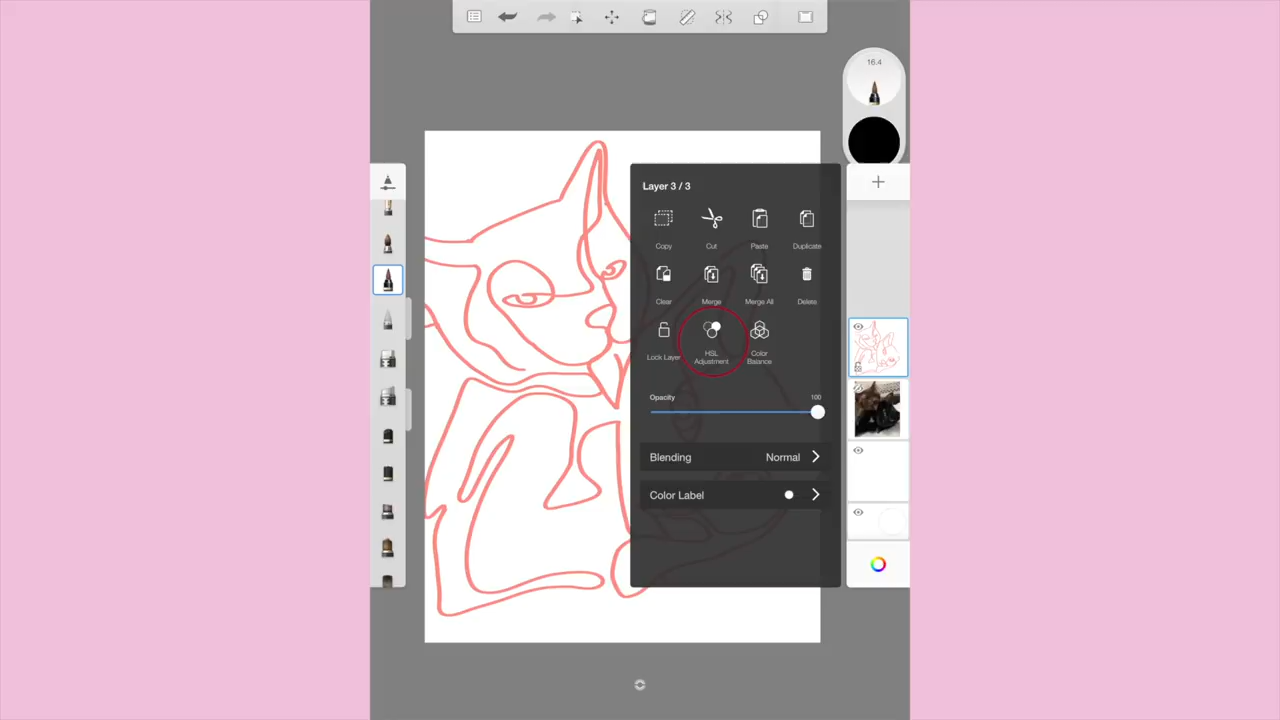 16.4
Layer 3 / 3
Copy Cut Paste Duplicate
Clear Merge Merge All Delete
Lock Layer HSL Adjustment Color Balance
Opacity 100
Blending Normal
Color Label